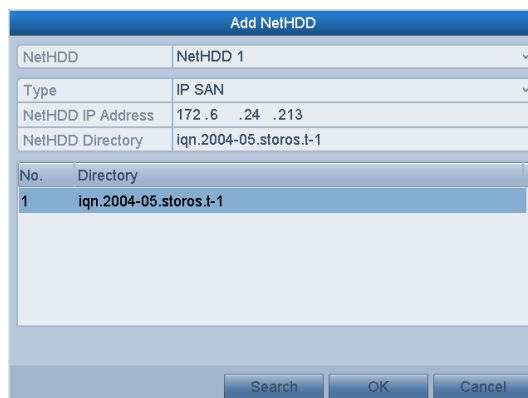 Add NetHDD
NetHDD NetHDD 1
Type IP SAN
NetHDD IP Address 172 .6 .24 .213
NetHDD Directory iqn.2004-05.storos.t-1
No. Directory
1 iqn.2004-05.storos.t-1
Search OK Cancel